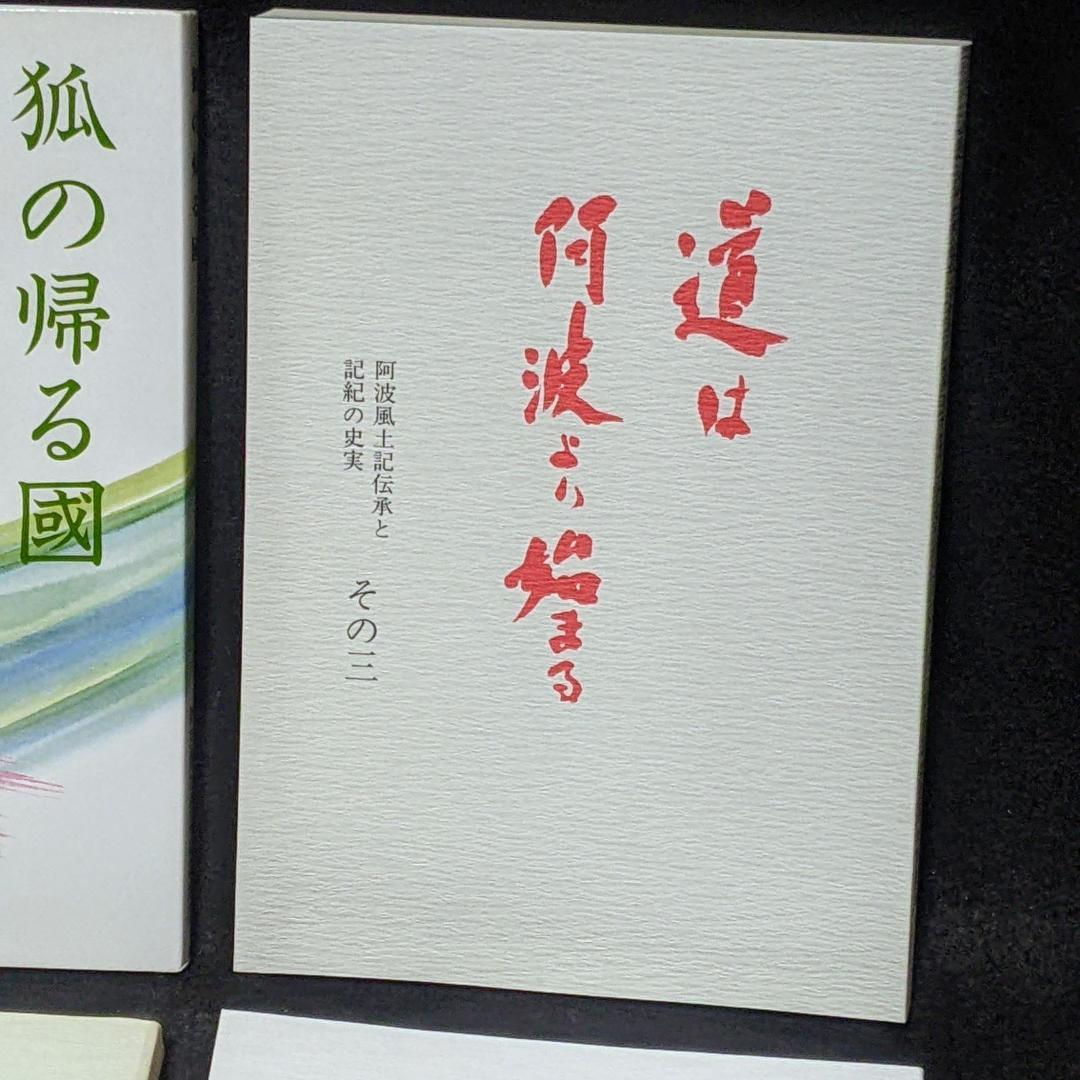 道は
阿波より始まる
阿波風土記伝承と
記紀の史実
その三
狐の帰る國